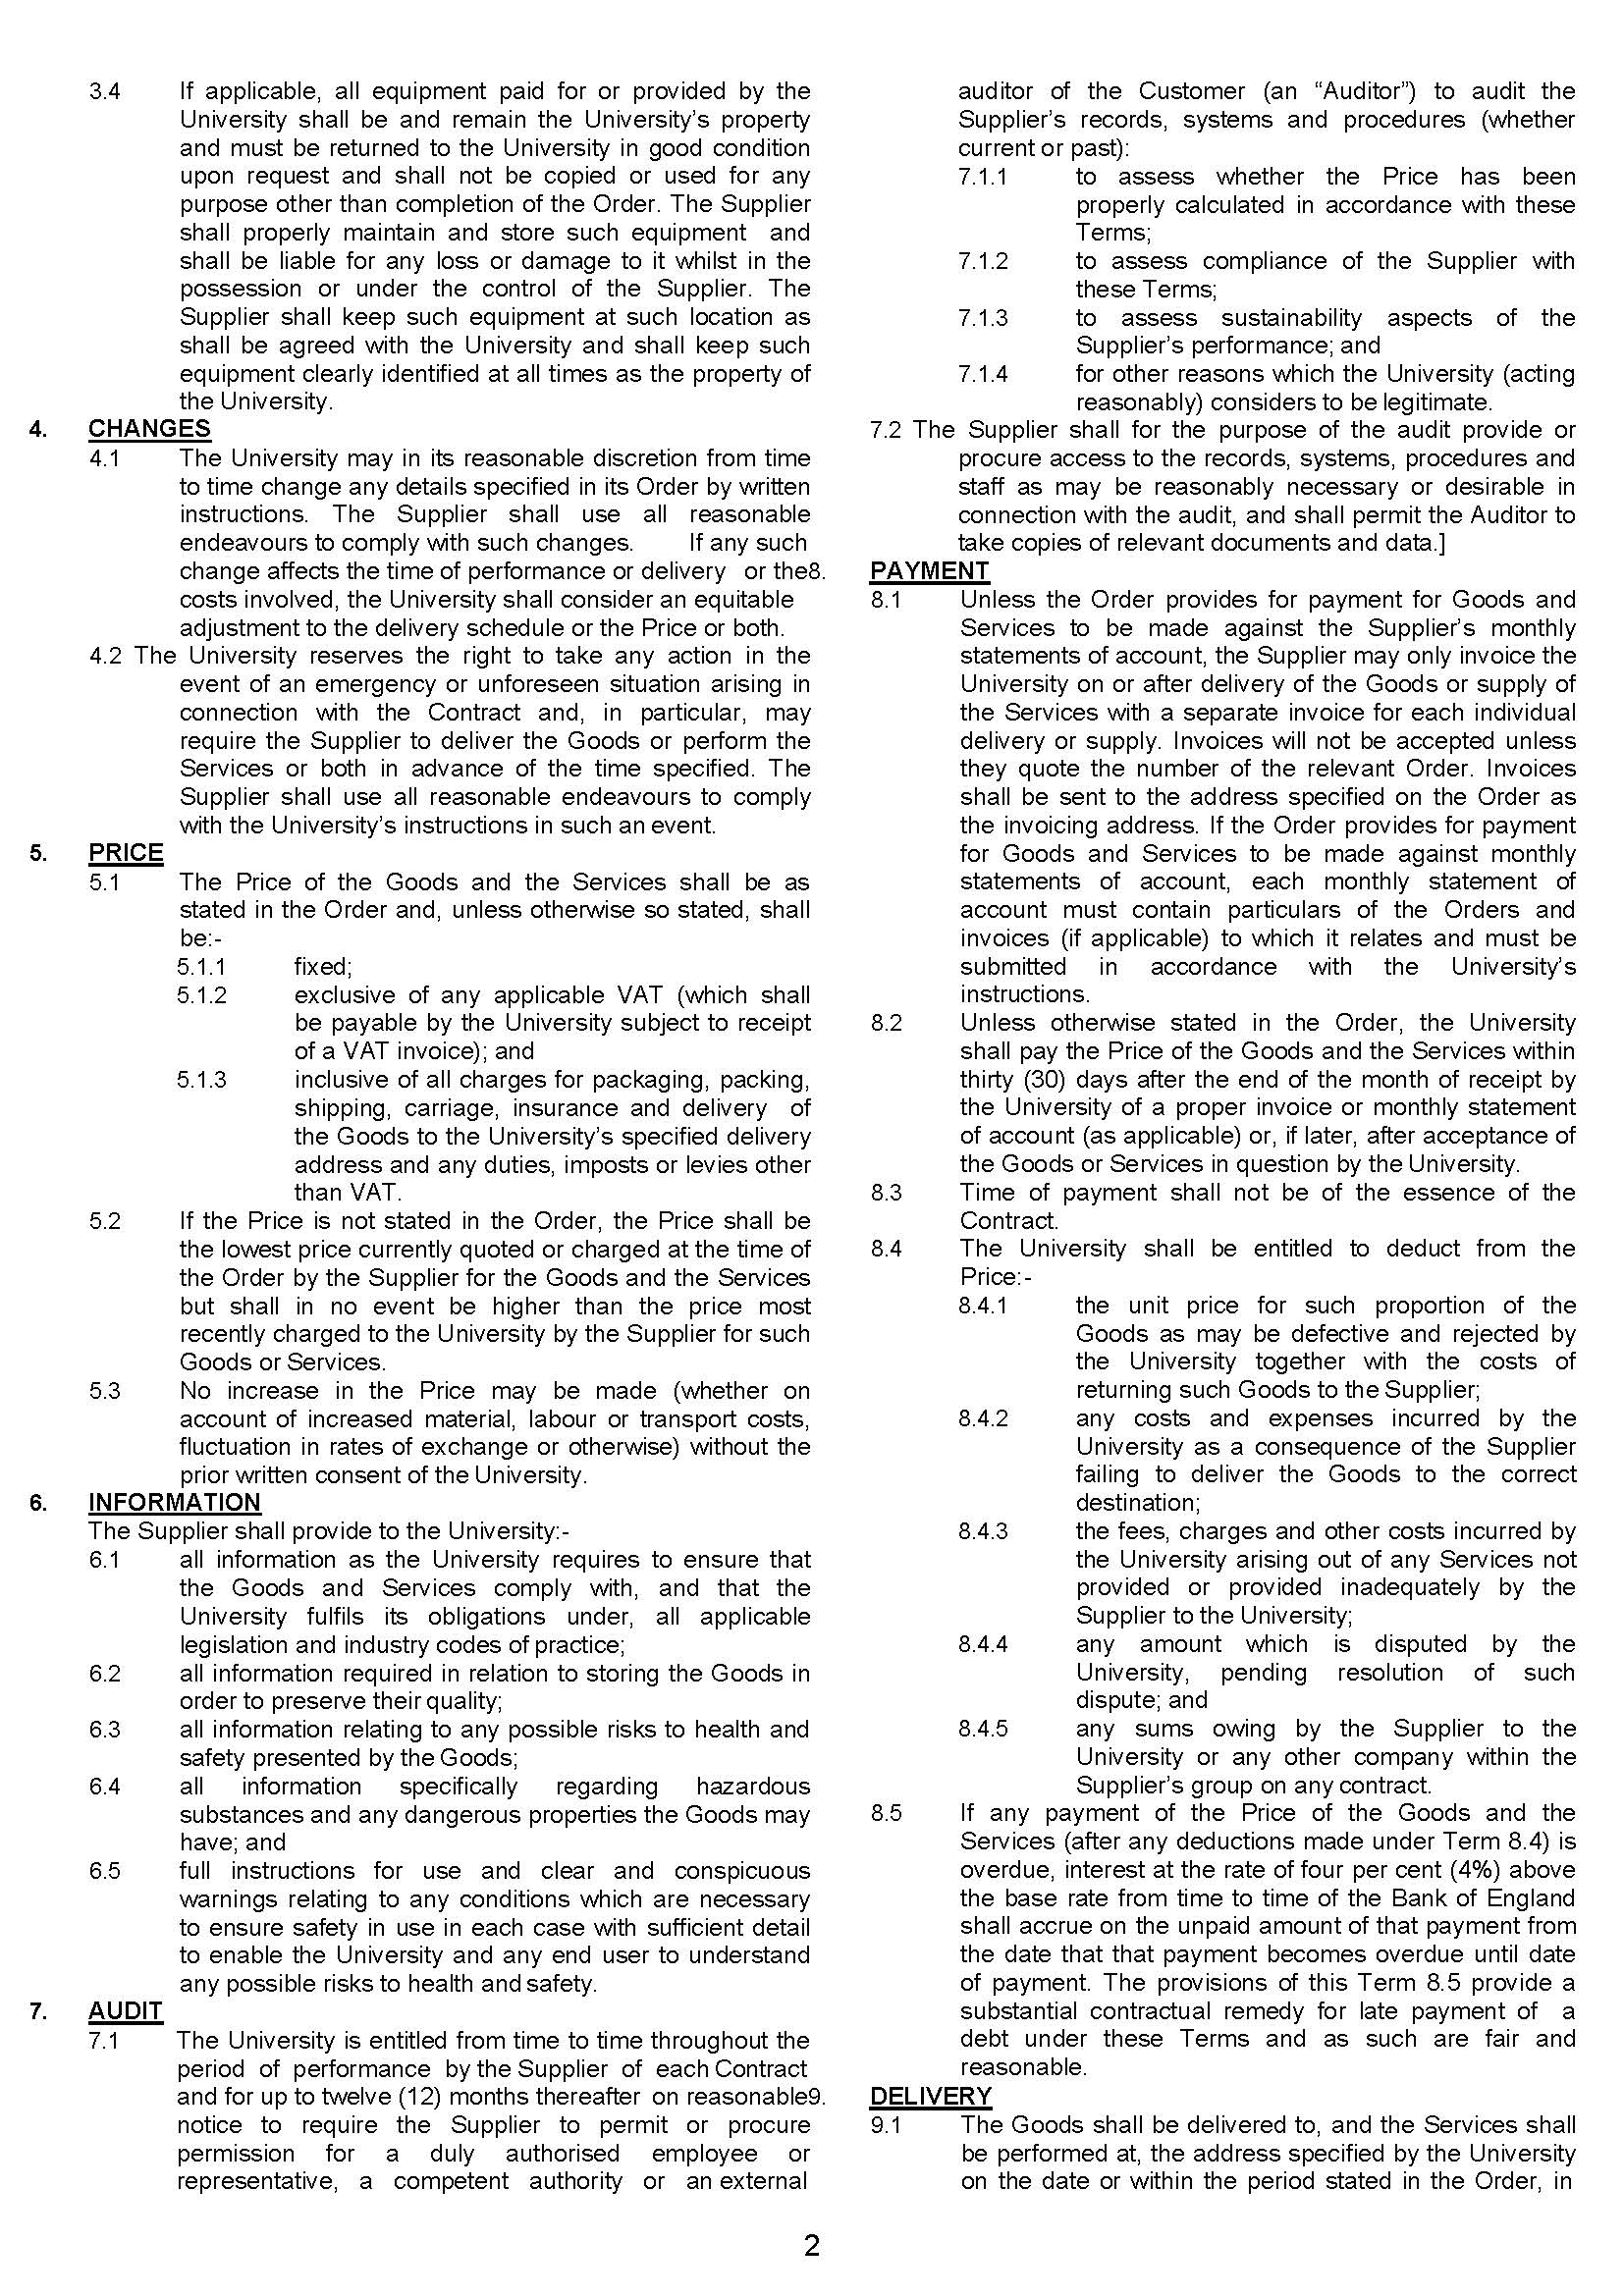 3.4 If applicable, all equipment paid for or provided by the
University shall be and remain the University's property
and must be returned to the University in good condition
upon request and shall not be copied or used for any
purpose other than completion of the Order. The Supplier
shall properly maintain and store such equipment and
shall be liable for any loss or damage to it whilst in the
possession or under the control of the Supplier. The
Supplier shall keep such equipment at such location as
shall be agreed with the University and shall keep such
equipment clearly identified at all times as the property of
the University.
4. CHANGES
4.1 The University may in its reasonable discretion from time
to time change any details specified in its Order by written
instructions. The Supplier shall use all reasonable
endeavours to comply with such changes. If any such
change affects the time of performance or delivery or the
costs involved, the University shall consider an equitable
adjustment to the delivery schedule or the Price or both.
4.2 The University reserves the right to take any action in the
event of an emergency or unforeseen situation arising in
connection with the Contract and, in particular, may
require the Supplier to deliver the Goods or perform the
Services or both in advance of the time specified. The
Supplier shall use all reasonable endeavours to comply
with the University's instructions in such an event.
5. PRICE
5.1 The Price of the Goods and the Services shall be as
stated in the Order and, unless otherwise so stated, shall
be:-
5.1.1 fixed;
5.1.2 exclusive of any applicable VAT (which shall
be payable by the University subject to receipt
of a VAT invoice); and
5.1.3 inclusive of all charges for packaging, packing,
shipping, carriage, insurance and delivery of
the Goods to the University's specified delivery
address and any duties, imposts or levies other
than VAT.
5.2 If the Price is not stated in the Order, the Price shall be
the lowest price currently quoted or charged at the time of
the Order by the Supplier for the Goods and the Services
but shall in no event be higher than the price most
recently charged to the University by the Supplier for such
Goods or Services.
5.3 No increase in the Price may be made (whether on
account of increased material, labour or transport costs,
fluctuation in rates of exchange or otherwise) without the
prior written consent of the University.
6. INFORMATION
The Supplier shall provide to the University:-
6.1 all information as the University requires to ensure that
the Goods and Services comply with, and that the
University fulfils its obligations under, all applicable
legislation and industry codes of practice;
6.2 all information required in relation to storing the Goods in
order to preserve their quality;
6.3 all information relating to any possible risks to health and
safety presented by the Goods;
6.4 all information specifically regarding hazardous
substances and any dangerous properties the Goods may
have; and
6.5 full instructions for use and clear and conspicuous
warnings relating to any conditions which are necessary
to ensure safety in use in each case with sufficient detail
to enable the University and any end user to understand
any possible risks to health and safety.
7. AUDIT
7.1 The University is entitled from time to time throughout the
period of performance by the Supplier of each Contract
and for up to twelve (12) months thereafter on reasonable
notice to require the Supplier to permit or procure
permission for a duly authorised employee or
representative, a competent authority or an external
auditor of the Customer (an “Auditor”) to audit the
Supplier's records, systems and procedures (whether
current or past):
7.1.1 to assess whether the Price has been
properly calculated in accordance with these
Terms;
7.1.2 to assess compliance of the Supplier with
these Terms;
7.1.3 to assess sustainability aspects of the
Supplier's performance; and
7.1.4 for other reasons which the University (acting
reasonably) considers to be legitimate.
7.2 The Supplier shall for the purpose of the audit provide or
procure access to the records, systems, procedures and
staff as may be reasonably necessary or desirable in
connection with the audit, and shall permit the Auditor to
take copies of relevant documents and data.]
8. PAYMENT
8.1 Unless the Order provides for payment for Goods and
Services to be made against the Supplier's monthly
statements of account, the Supplier may only invoice the
University on or after delivery of the Goods or supply of
the Services with a separate invoice for each individual
delivery or supply. Invoices will not be accepted unless
they quote the number of the relevant Order. Invoices
shall be sent to the address specified on the Order as
the invoicing address. If the Order provides for payment
for Goods and Services to be made against monthly
statements of account, each monthly statement of
account must contain particulars of the Orders and
invoices (if applicable) to which it relates and must be
submitted in accordance with the University's
instructions.
8.2 Unless otherwise stated in the Order, the University
shall pay the Price of the Goods and the Services within
thirty (30) days after the end of the month of receipt by
the University of a proper invoice or monthly statement
of account (as applicable) or, if later, after acceptance of
the Goods or Services in question by the University.
8.3 Time of payment shall not be of the essence of the
Contract.
8.4 The University shall be entitled to deduct from the
Price:-
8.4.1 the unit price for such proportion of the
Goods as may be defective and rejected by
the University together with the costs of
returning such Goods to the Supplier;
8.4.2 any costs and expenses incurred by the
University as a consequence of the Supplier
failing to deliver the Goods to the correct
destination;
8.4.3 the fees, charges and other costs incurred by
the University arising out of any Services not
provided or provided inadequately by the
Supplier to the University;
8.4.4 any amount which is disputed by the
University, pending resolution of such
dispute; and
8.4.5 any sums owing by the Supplier to the
University or any other company within the
Supplier's group on any contract.
8.5 If any payment of the Price of the Goods and the
Services (after any deductions made under Term 8.4) is
overdue, interest at the rate of four per cent (4%) above
the base rate from time to time of the Bank of England
shall accrue on the unpaid amount of that payment from
the date that that payment becomes overdue until date
of payment. The provisions of this Term 8.5 provide a
substantial contractual remedy for late payment of a
debt under these Terms and as such are fair and
reasonable.
9. DELIVERY
9.1 The Goods shall be delivered to, and the Services shall
be performed at, the address specified by the University
on the date or within the period stated in the Order, in
2